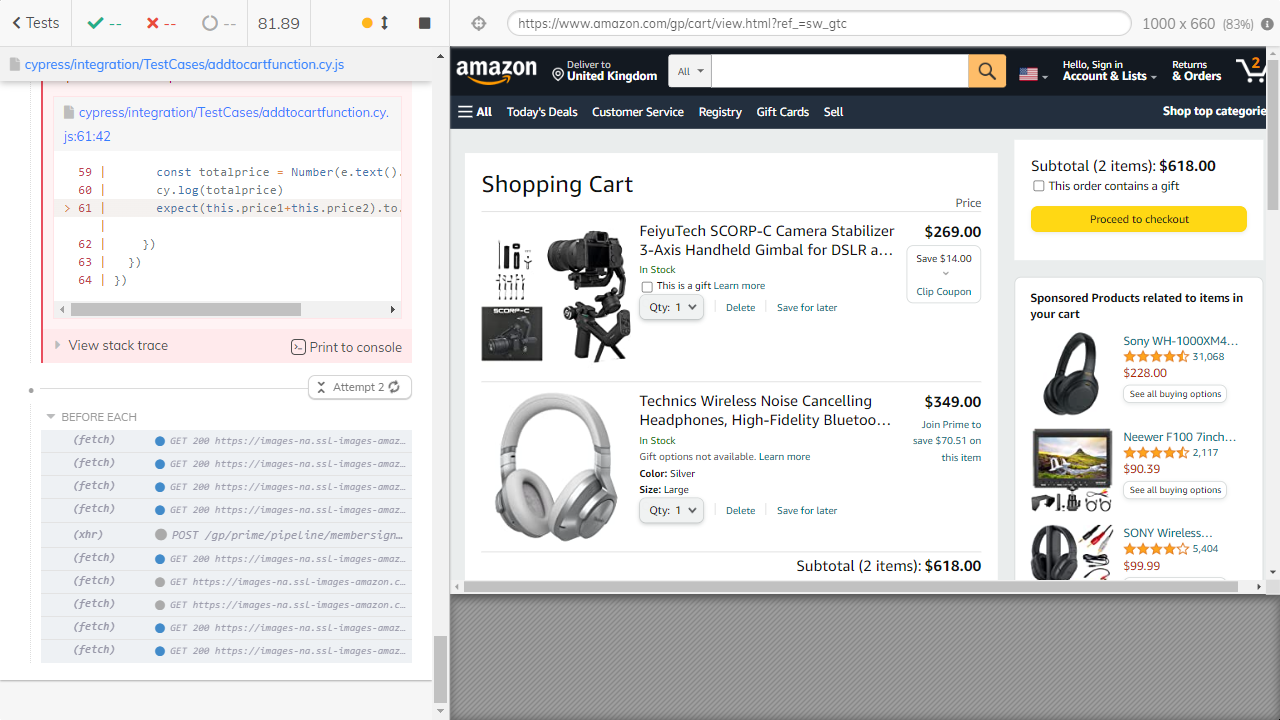 Tests
--
--
--
81.89
https://www.amazon.com/gp/cart/view.html?ref_=sw_gtc
1000 x 660 (83%)
cypress/integration/TestCases/addtocartfunction.cy.js
cypress/integration/TestCases/addtocartfunction.cy.
js:61:42
59 | const totalprice = Number(e.text().
60 | cy.log(totalprice)
> 61 | expect(this.price1+this.price2).to.
|
62 | })
63 | })
64 | })
View stack trace
Print to console
Attempt 2
BEFORE EACH
(fetch) GET 200 https://images-na.ssl-images-amaz...
(fetch) GET 200 https://images-na.ssl-images-amaz...
(fetch) GET 200 https://images-na.ssl-images-amaz...
(fetch) GET 200 https://images-na.ssl-images-amaz...
(xhr) POST /gp/prime/pipeline/membersign...
(fetch) GET 200 https://images-na.ssl-images-amaz...
(fetch) GET https://images-na.ssl-images-amazon.c...
(fetch) GET https://images-na.ssl-images-amazon.c...
(fetch) GET 200 https://images-na.ssl-images-amaz...
(fetch) GET 200 https://images-na.ssl-images-amaz...
amazon
Deliver to
United Kingdom
All
Hello, Sign in
Account & Lists
Returns
& Orders
2
All
Today's Deals
Customer Service
Registry
Gift Cards
Sell
Shop top categorie
Shopping Cart
Price
FeiyuTech SCORP-C Camera Stabilizer
3-Axis Handheld Gimbal for DSLR a...
$269.00
In Stock
This is a gift Learn more
Qty: 1
Delete
Save for later
Save $14.00
Clip Coupon
SCORP-C
Technics Wireless Noise Cancelling
Headphones, High-Fidelity Bluetoo...
$349.00
In Stock
Gift options not available. Learn more
Color: Silver
Size: Large
Qty: 1
Delete
Save for later
Join Prime to
save $70.51 on
this item
Subtotal (2 items): $618.00
Subtotal (2 items): $618.00
This order contains a gift
Proceed to checkout
Sponsored Products related to items in
your cart
Sony WH-1000XM4...
31,068
$228.00
See all buying options
Neewer F100 7inch...
2,117
$90.39
See all buying options
SONY Wireless...
5,404
$99.99